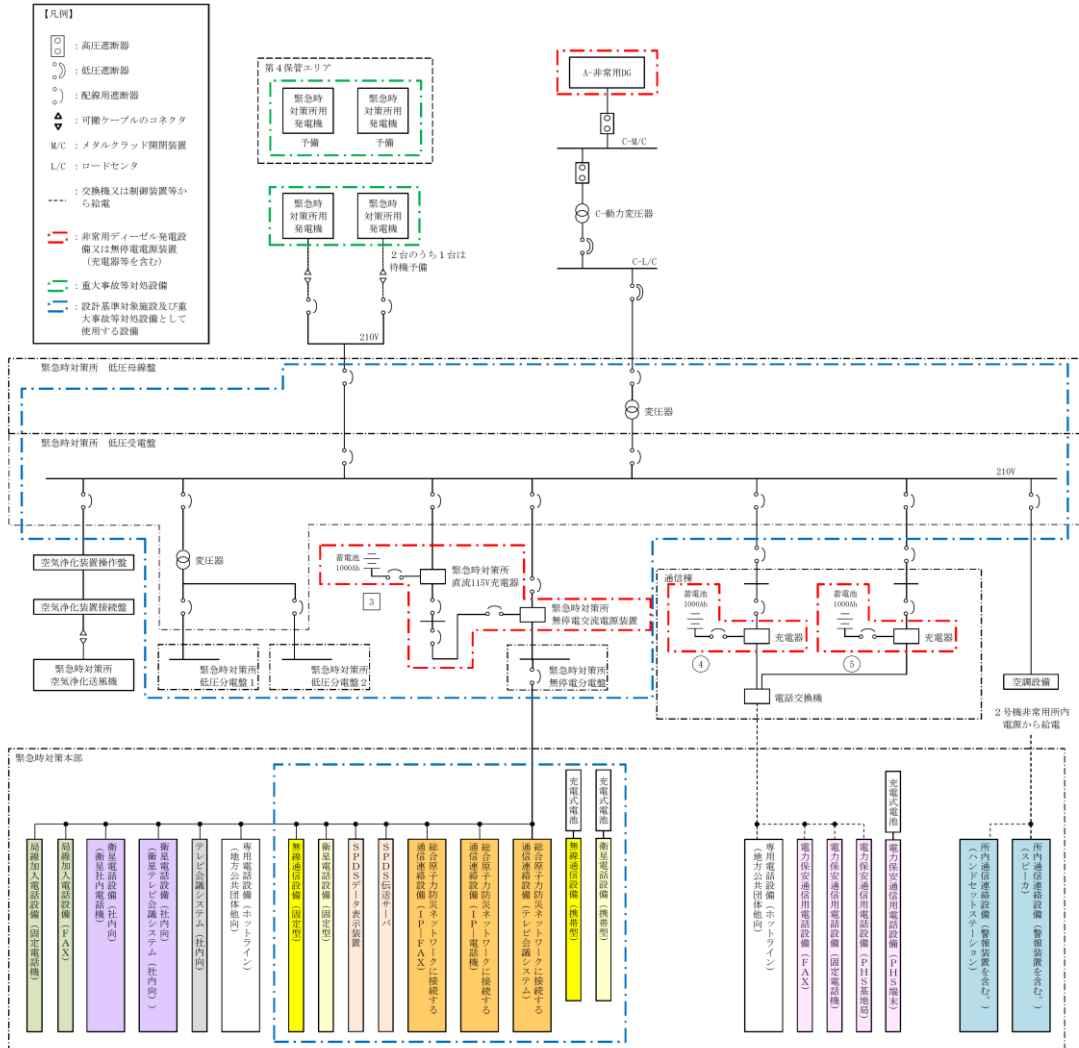 【凡例】
：高圧遮断器
：低圧遮断器
：配線用遮断器
：可搬ケーブルのコネクタ
M/C ：メタルクラッド開閉装置
L/C ：ロードセンタ
：交換機又は制御装置等か
ら給電
：非常用ディーゼル発電設
備又は無停電電源装置
（充電器等を含む）
：重大事故等対処設備
：設計基準対象施設及び重
大事故等対処設備として
使用する設備
第４保管エリア
緊急時
対策所用
発電機
予備
緊急時
対策所用
発電機
予備
緊急時
対策所用
発電機
緊急時
対策所用
発電機
２台のうち１台は
待機予備
210V
A-非常用DG
C-M/C
C-動力変圧器
C-L/C
緊急時対策所　低圧母線盤
変圧器
緊急時対策所　低圧受電盤
210V
空気浄化装置操作盤
空気浄化装置接続盤
緊急時対策所
空気浄化送風機
変圧器
緊急時対策所
低圧分電盤１
緊急時対策所
低圧分電盤２
蓄電池
1000Ah
3
緊急時対策所
直流115V充電器
緊急時対策所
無停電交流電源装置
緊急時対策所
無停電分電盤
通信棟
蓄電池
1000Ah
④
充電器
蓄電池
1000Ah
⑤
充電器
電話交換機
空調設備
２号機非常用所内
電源から給電
緊急時対策本部
局線加入電話設備（固定電話機）
局線加入電話設備（FAX）
衛星電話設備（社内向）
（衛星社内電話機）
衛星電話設備（社内向）
（衛星テレビ会議システム（社内向））
テレビ会議システム（社内向）
専用電話設備（ホットライン）
（地方公共団体他向）
無線通信設備（固定型）
衛星電話設備（固定型）
SPDSデータ表示装置
SPDS伝送サーバ
総合原子力防災ネットワークに接続する
通信連絡設備（IP－FAX）
総合原子力防災ネットワークに接続する
通信連絡設備（IP－電話機）
総合原子力防災ネットワークに接続する
通信連絡設備（テレビ会議システム）
充電式電池
無線通信設備（携帯型）
充電式電池
衛星電話設備（携帯型）
専用電話設備（ホットライン）
（地方公共団体他向）
電力保安通信用電話設備（FAX）
電力保安通信用電話設備（固定電話機）
電力保安通信用電話設備（PHS基地局）
充電式電池
電力保安通信用電話設備（PHS端末）
所内通信連絡設備（警報装置を含む。）
（ハンドセットステーション）
所内通信連絡設備（警報装置を含む。）
（スピーカ）